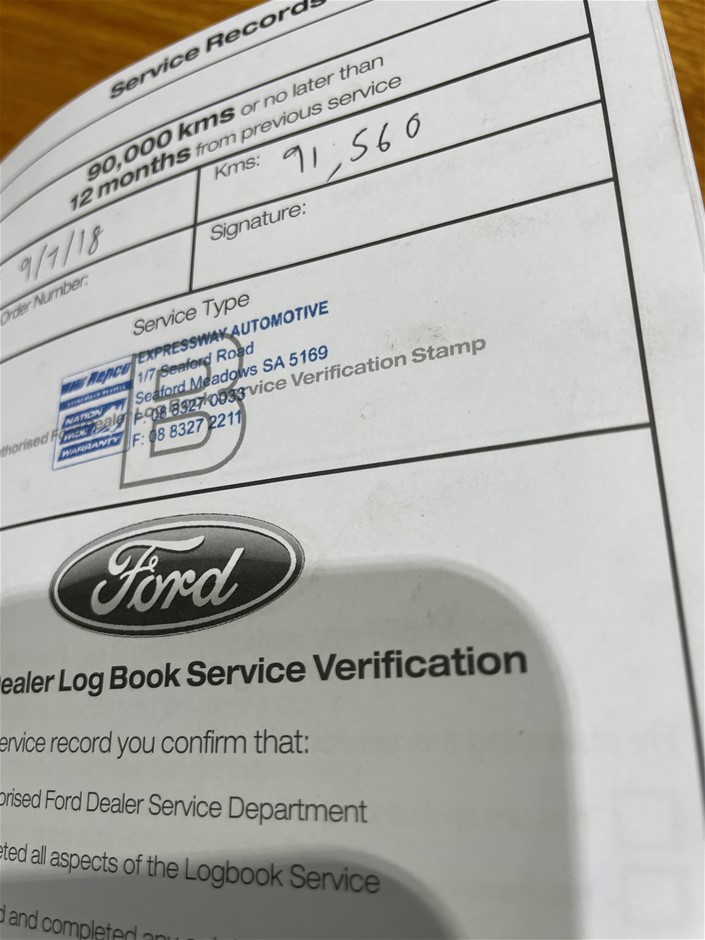 Service Records
90,000 kms or no later than
12 months from previous service
Kms: 91,560
9/7/18
Signature:
Order Number:
Service Type
B
EXPRESSWAY AUTOMOTIVE
1/7 Seaford Road
Seaford Meadows SA 5169
P: 08 8327 0033
F: 08 8327 2211
Repco
NATION
WIDE
WARRANTY
Service Verification Stamp
Ford
ealer Log Book Service Verification
ervice record you confirm that:
orised Ford Dealer Service Department
eted all aspects of the Logbook Service
d and completed any